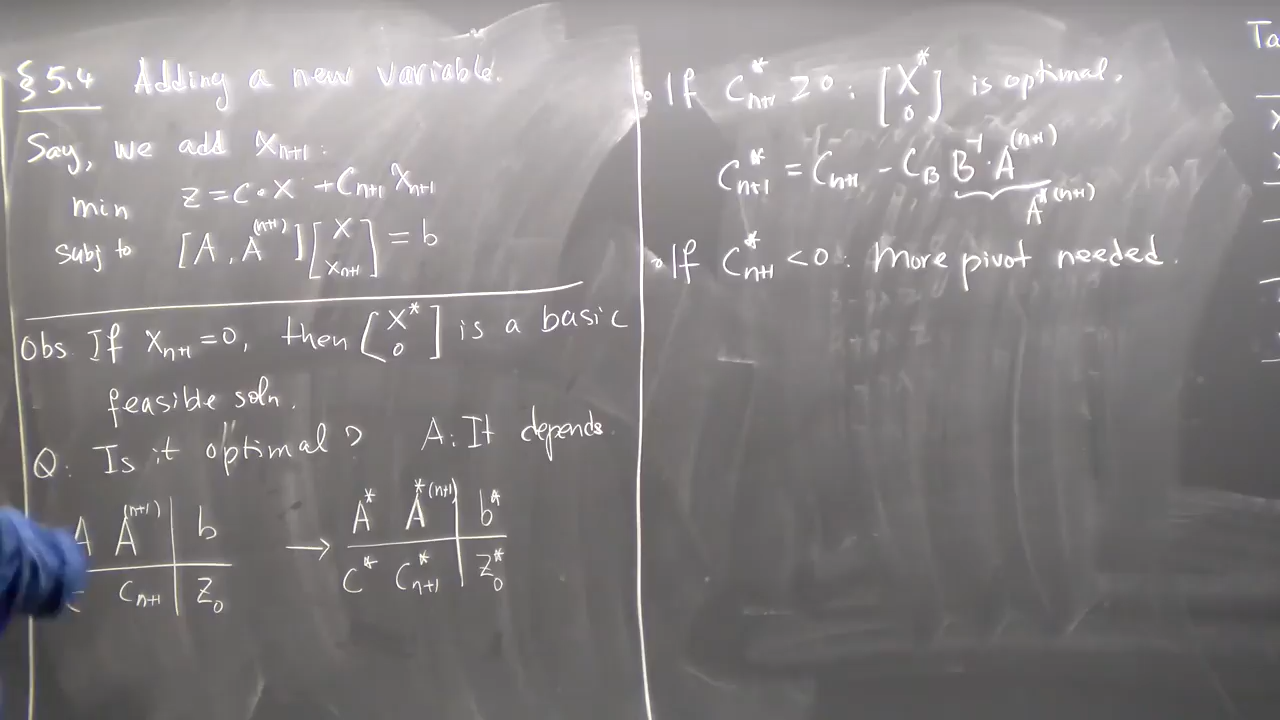 §5.4 Adding a new variable.
Say, we add X_{n+1}:
min z = C·X + C_{n+1} X_{n+1}
subj to [A, A^{(n+1)}] [X x_{n+1}] = b
Obs. If X_{n+1} = 0, then [X* 0] is a basic
feasible soln.
Q: Is it optimal? A: It depends.
A A^{(n+1)} | b → A* A*^{(n+1)} | b*
C_{n+1} | Z_0 C* C*_{n+1} | Z_0*
• If C*_{n+1} ≥ 0: [X* 0] is optimal.
C*_{n+1} = C_{n+1} - C_B B^{-1}·A^{(n+1)}
A*^{(n+1)}
• If C*_{n+1} < 0: More pivot needed.
Ta